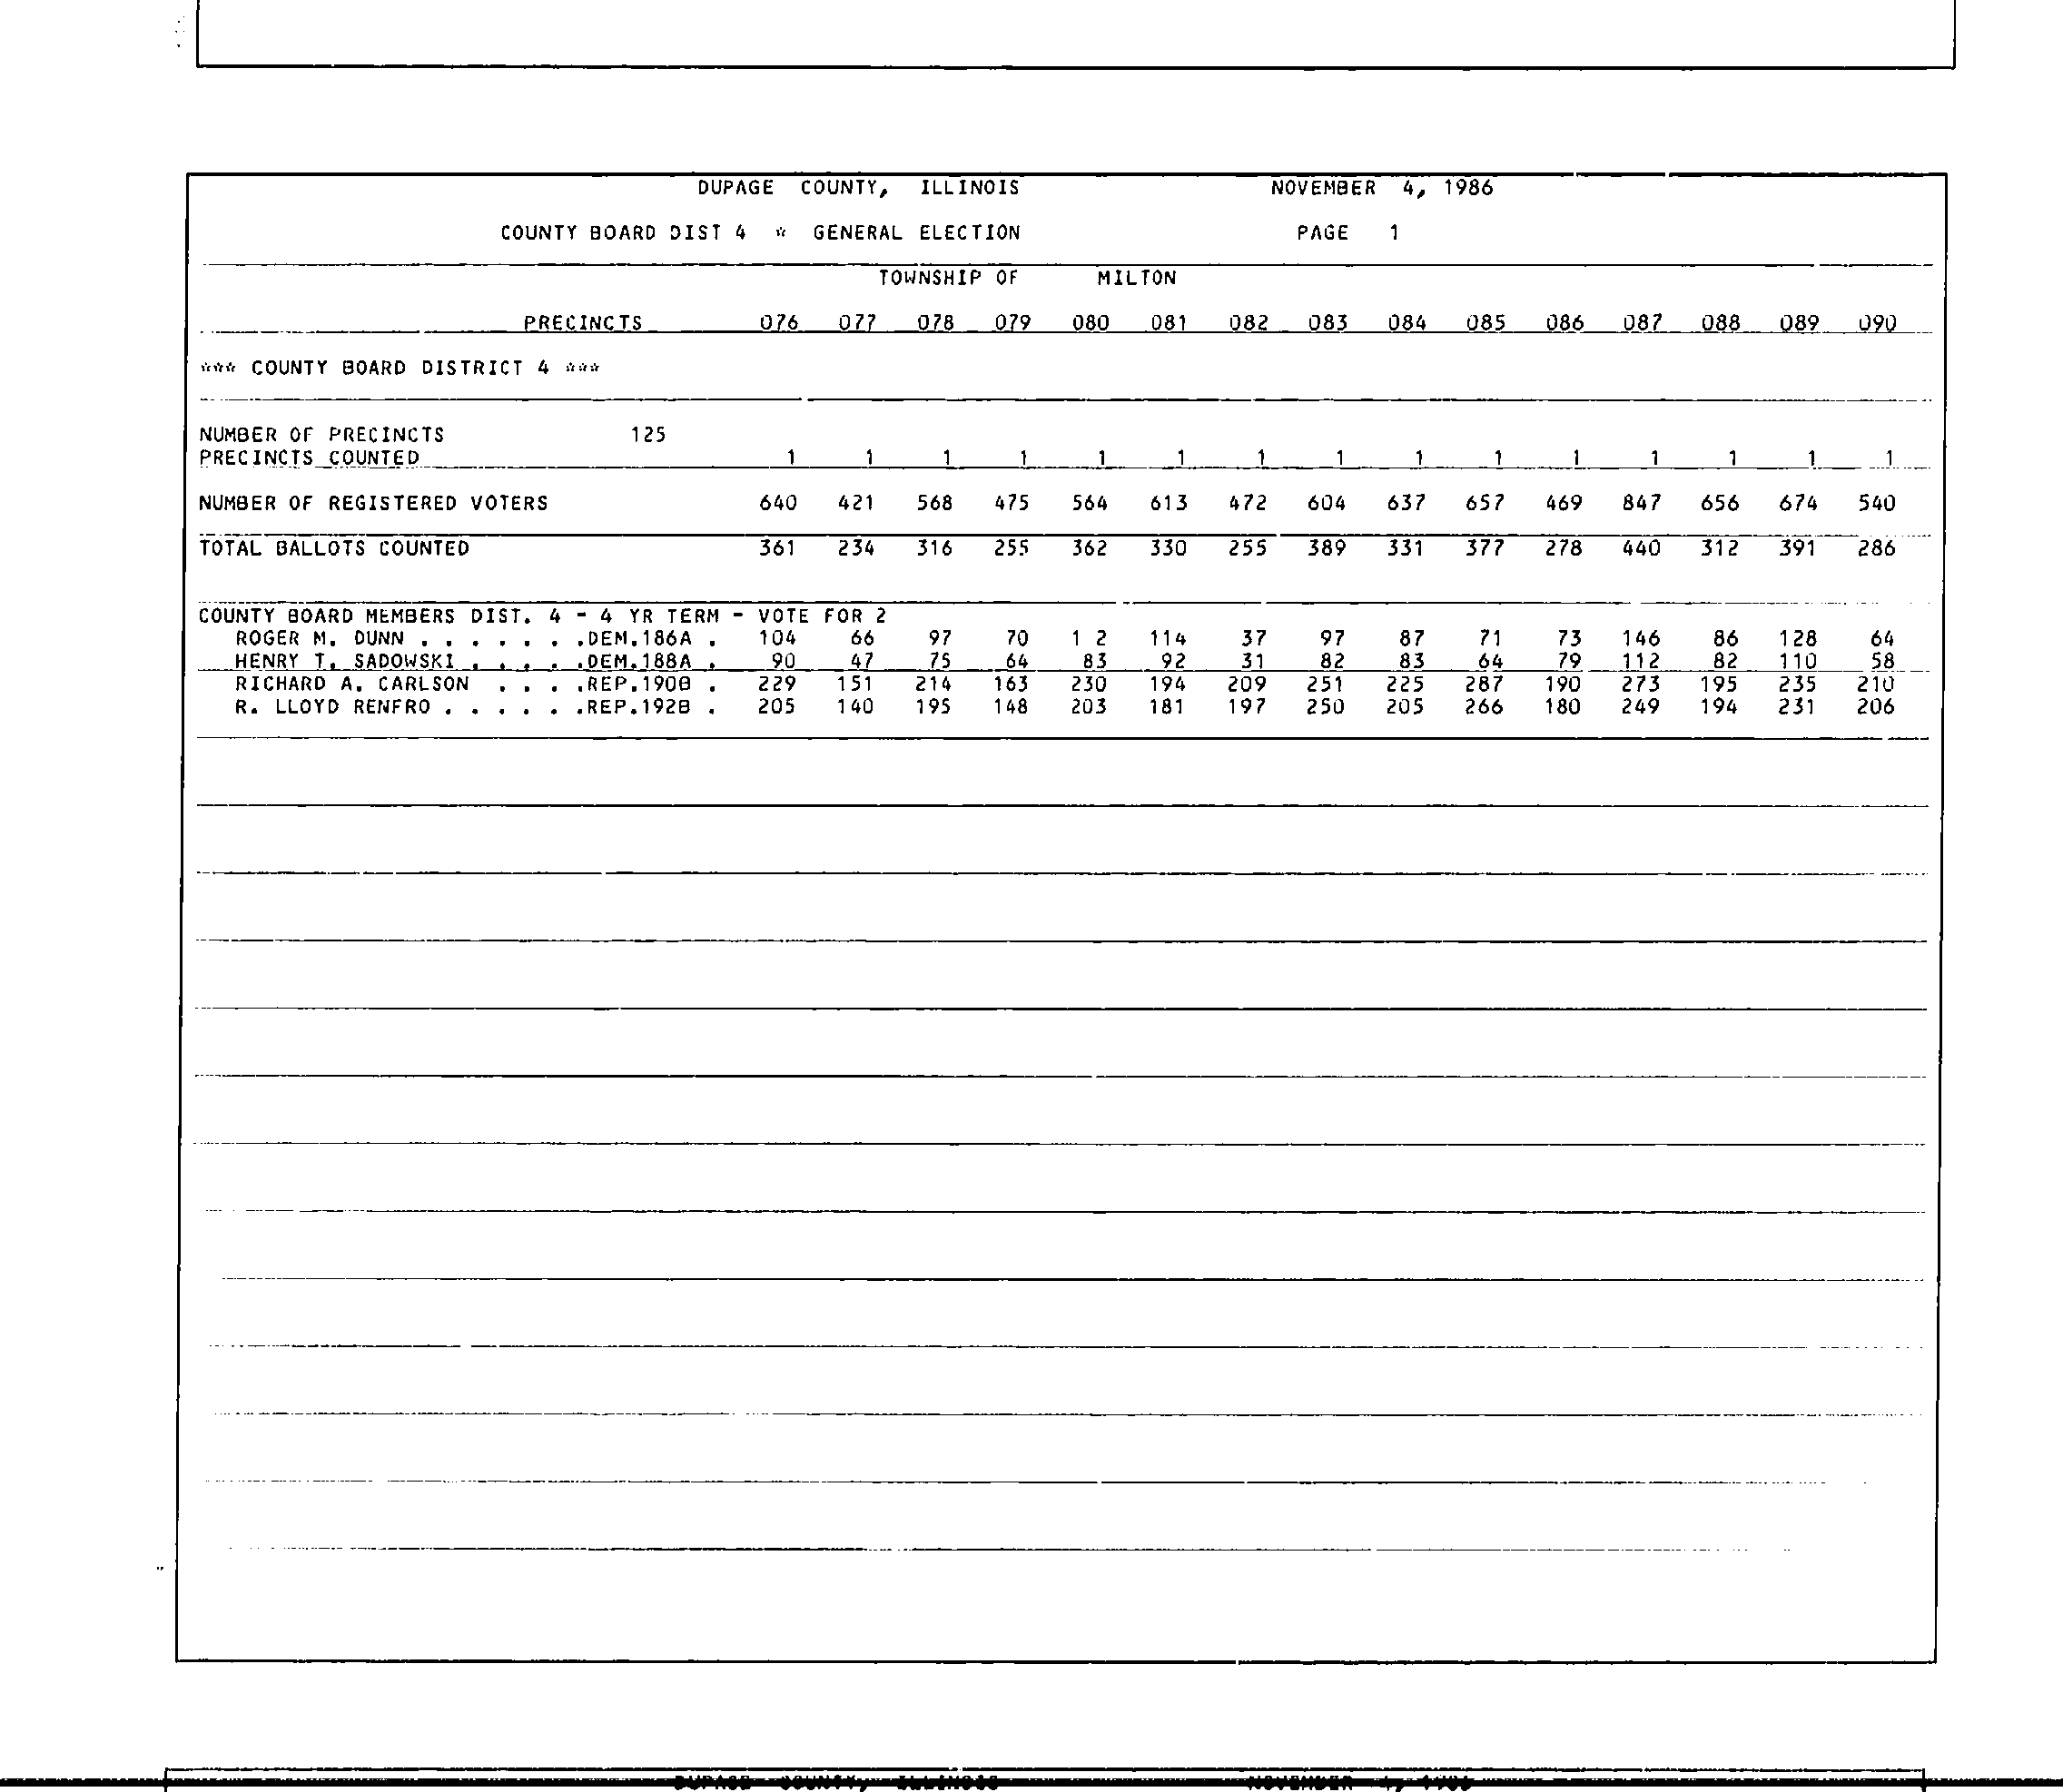 DUPAGE COUNTY, ILLINOIS NOVEMBER 4, 1986
COUNTY BOARD DIST 4 * GENERAL ELECTION PAGE 1
TOWNSHIP OF MILTON
PRECINCTS 076 077 078 079 080 081 082 083 084 085 086 087 088 089 090
*** COUNTY BOARD DISTRICT 4 ***
NUMBER OF PRECINCTS 125
PRECINCTS COUNTED 1 1 1 1 1 1 1 1 1 1 1 1 1 1 1
NUMBER OF REGISTERED VOTERS 640 421 568 475 564 613 472 604 637 657 469 847 656 674 540
TOTAL BALLOTS COUNTED 361 234 316 255 362 330 255 389 331 377 278 440 312 391 286
COUNTY BOARD MEMBERS DIST. 4 - 4 YR TERM - VOTE FOR 2
ROGER M. DUNN . . . . . . .DEM.186A . 104 66 97 70 1 2 114 37 97 87 71 73 146 86 128 64
HENRY T. SADOWSKI . . . . .DEM.188A . 90 47 75 64 83 92 31 82 83 64 79 112 82 110 58
RICHARD A. CARLSON . . . .REP.190B . 229 151 214 163 230 194 209 251 225 287 190 273 195 235 210
R. LLOYD RENFRO . . . . . .REP.192B . 205 140 195 148 203 181 197 250 205 266 180 249 194 231 206
DUPAGE COUNTY, ILLINOIS NOVEMBER 4, 1986